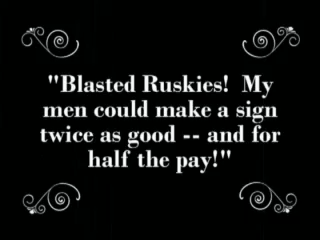 "Blasted Ruskies!  My
men could make a sign
twice as good -- and for
half the pay!"